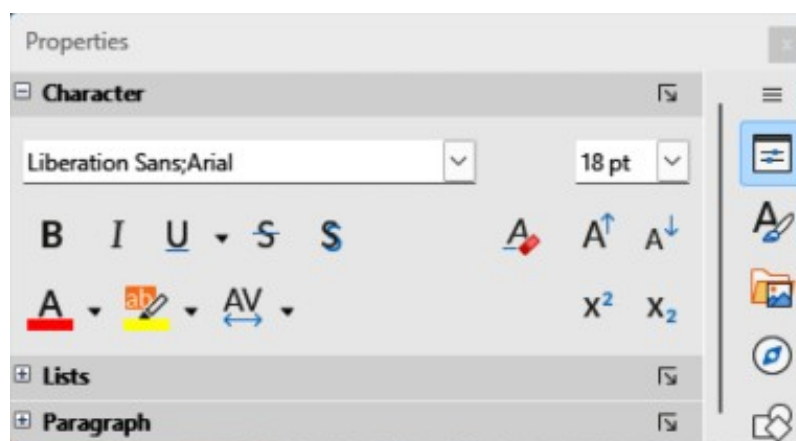 Properties
Character
Liberation Sans;Arial 18 pt
B I U S S A A A
A ab AV X² X₂
Lists
Paragraph